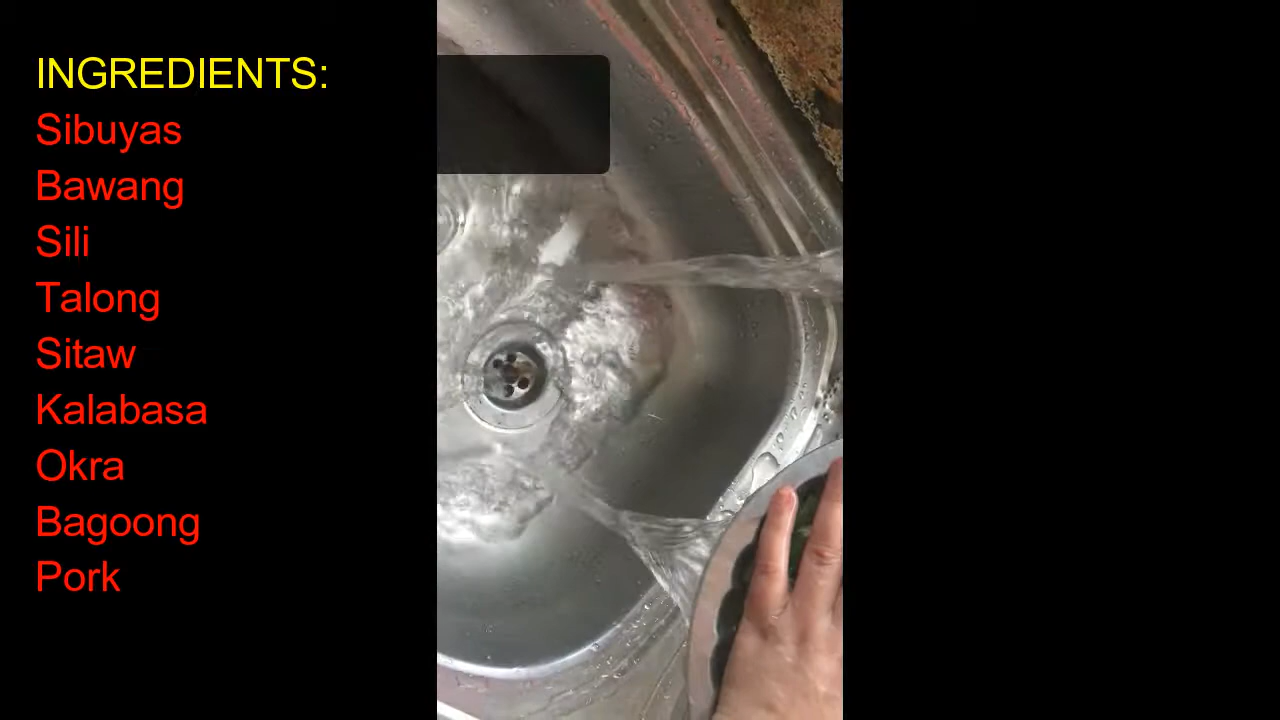 INGREDIENTS:
Sibuyas
Bawang
Sili
Talong
Sitaw
Kalabasa
Okra
Bagoong
Pork